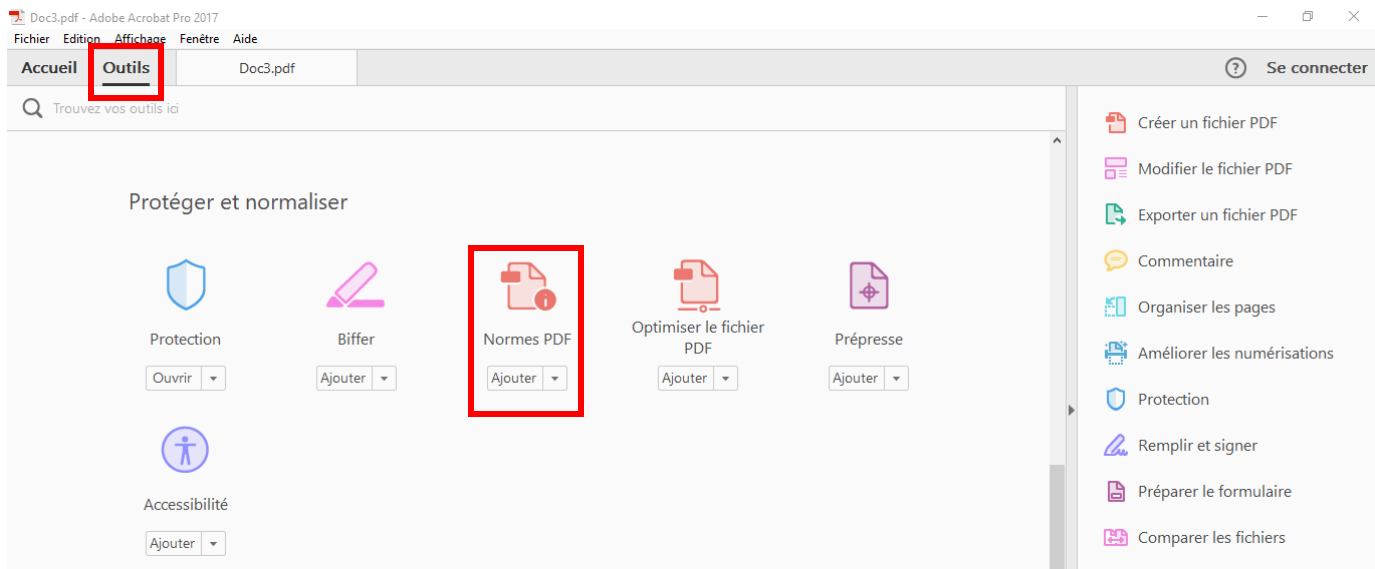 Doc3.pdf - Adobe Acrobat Pro 2017
Fichier Edition Affichage Fenêtre Aide
Accueil Outils Doc3.pdf Se connecter
Trouvez vos outils ici
Protéger et normaliser
Protection
Ouvrir
Biffer
Ajouter
Normes PDF
Ajouter
Optimiser le fichier
PDF
Ajouter
Prépresse
Ajouter
Accessibilité
Ajouter
Créer un fichier PDF
Modifier le fichier PDF
Exporter un fichier PDF
Commentaire
Organiser les pages
Améliorer les numérisations
Protection
Remplir et signer
Préparer le formulaire
Comparer les fichiers